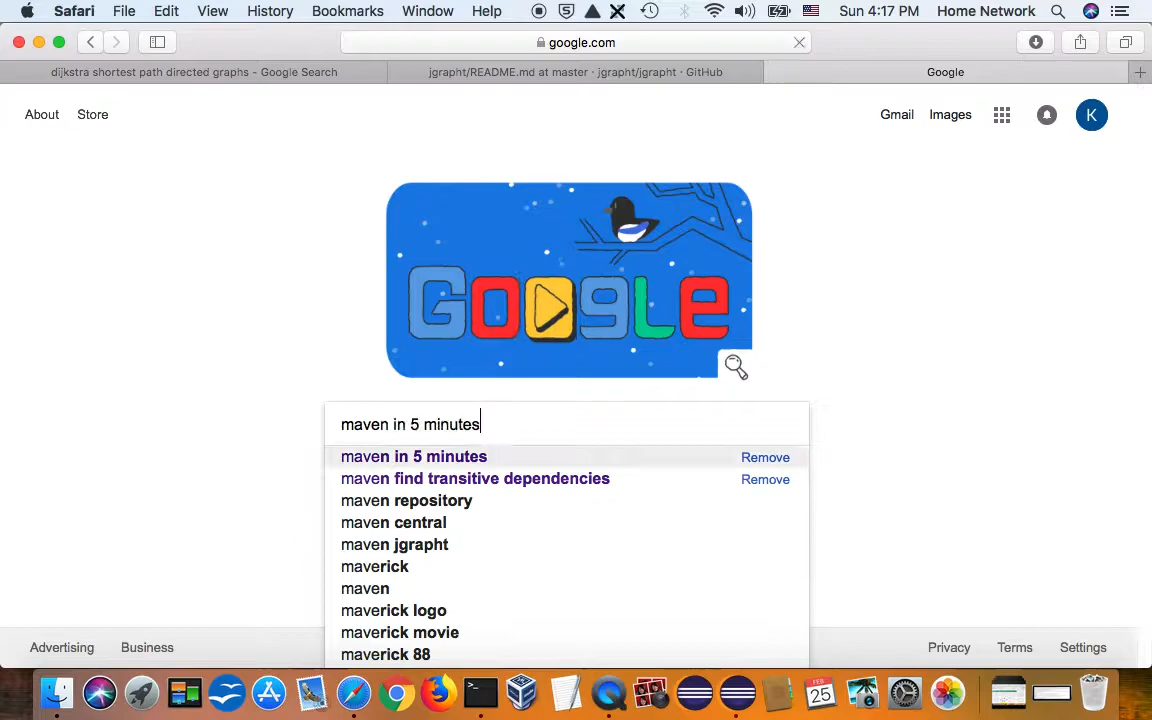 Safari File Edit View History Bookmarks Window Help Sun 4:17 PM Home Network
google.com
dijkstra shortest path directed graphs - Google Search jgrapht/README.md at master · jgrapht/jgrapht · GitHub Google
About Store Gmail Images K
Google
maven in 5 minutes
maven in 5 minutes Remove
maven find transitive dependencies Remove
maven repository
maven central
maven jgrapht
maverick
maven
maverick logo
maverick movie
maverick 88
Advertising Business Privacy Terms Settings
FEB
25